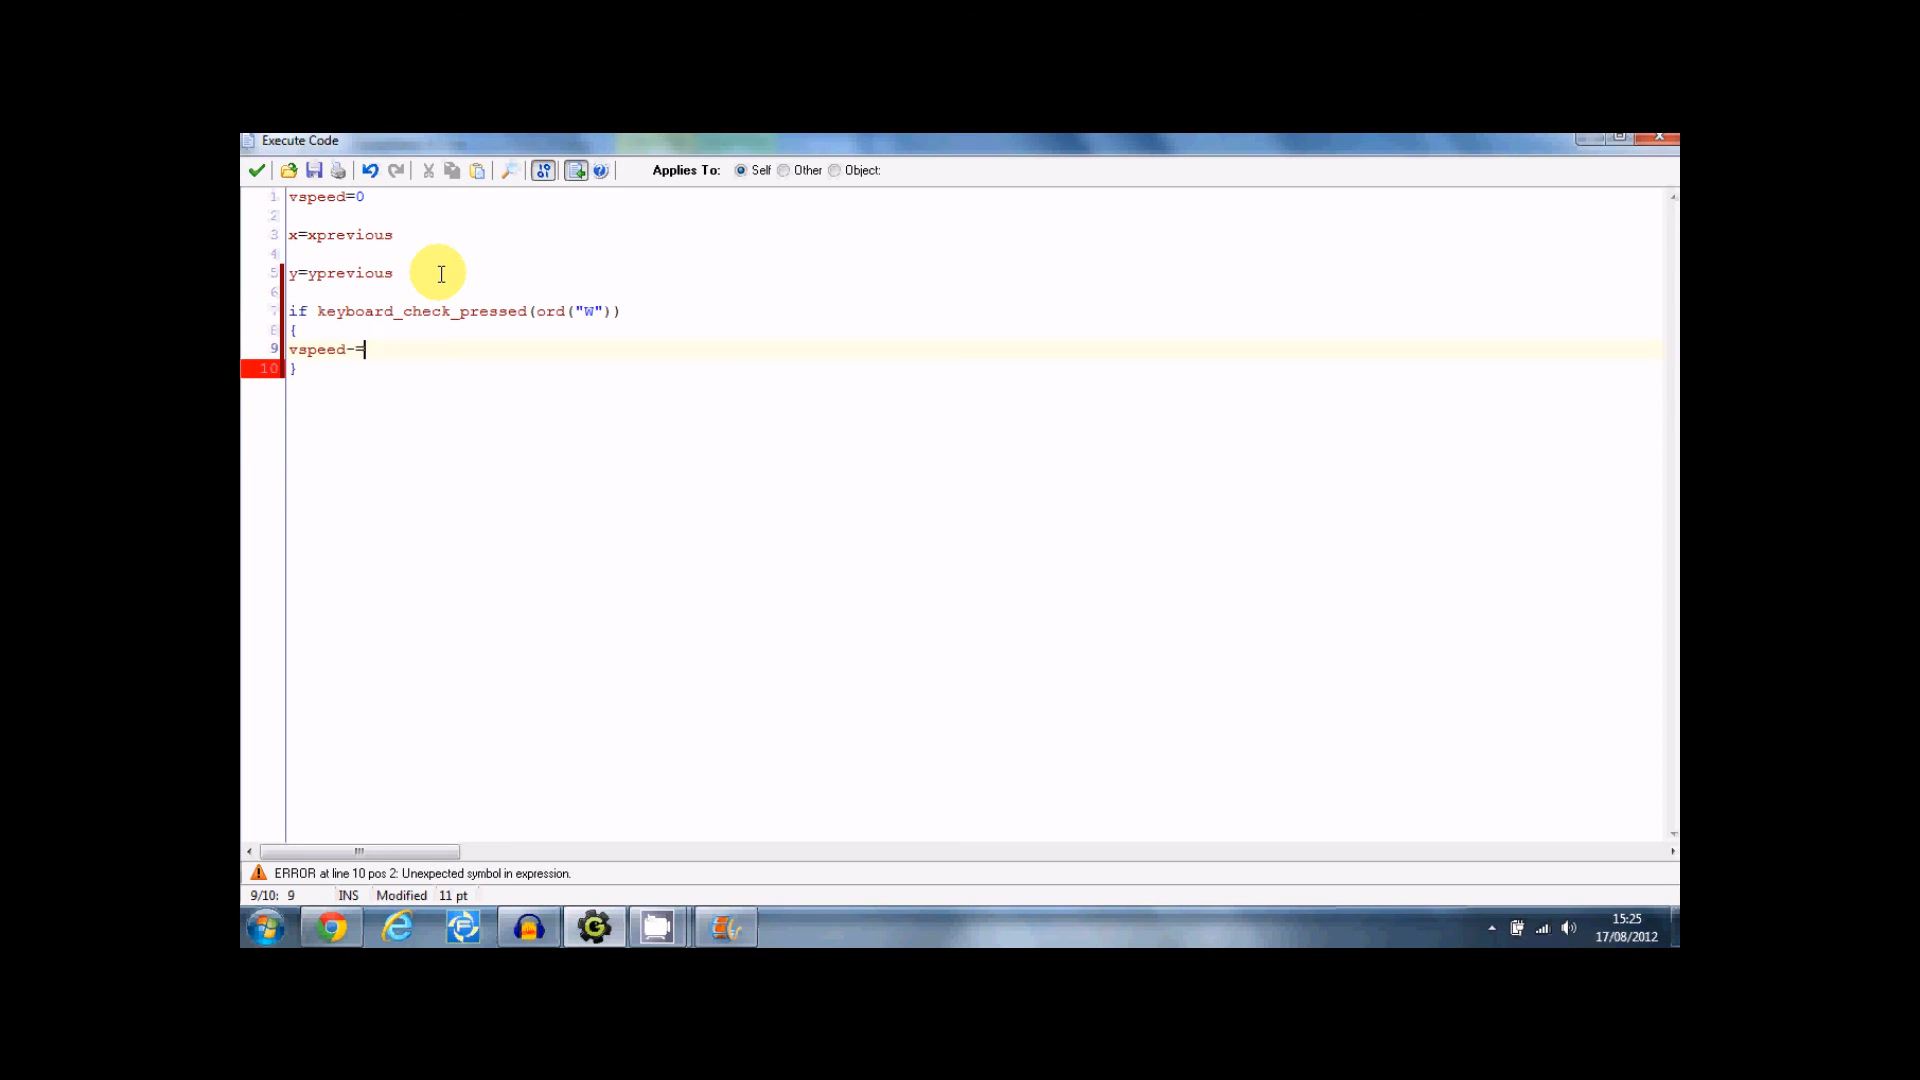 Execute Code
Applies To: Self Other Object:
1 vspeed=0
2
3 x=xprevious
4
5 y=yprevious
6
7 if keyboard_check_pressed(ord("W"))
8 {
9 vspeed-=
10 }
ERROR at line 10 pos 2: Unexpected symbol in expression.
9/10: 9 INS Modified 11 pt
15:25
17/08/2012